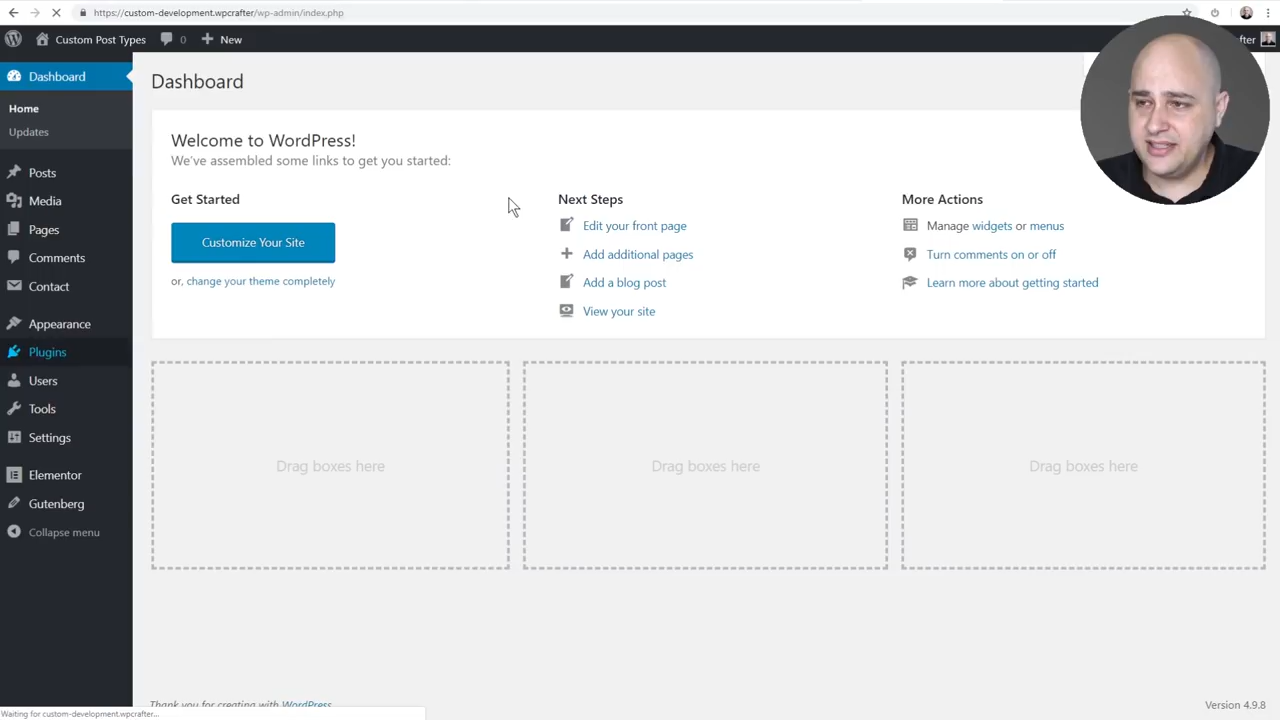 https://custom-development.wpcrafter/wp-admin/index.php
Custom Post Types 0 New
Dashboard
Home
Updates
Posts
Media
Pages
Comments
Contact
Appearance
Plugins
Users
Tools
Settings
Elementor
Gutenberg
Collapse menu
Dashboard
Welcome to WordPress!
We've assembled some links to get you started:
Get Started
Customize Your Site
or, change your theme completely
Next Steps
Edit your front page
Add additional pages
Add a blog post
View your site
More Actions
Manage widgets or menus
Turn comments on or off
Learn more about getting started
Drag boxes here
Drag boxes here
Drag boxes here
Thank you for creating with WordPress
Version 4.9.8
Waiting for custom-development.wpcrafter...